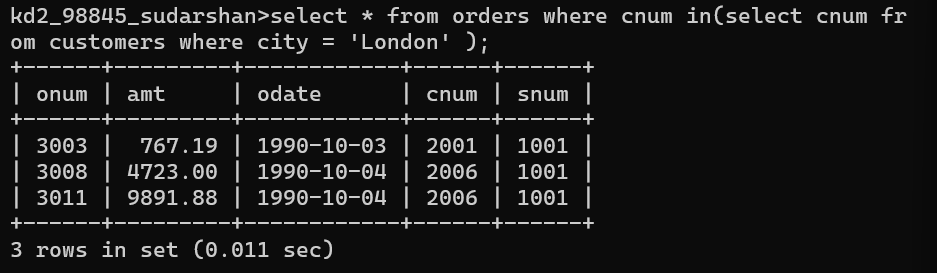 kd2_98845_sudarshan>select * from orders where cnum in(select cnum fr
om customers where city = 'London' );
+------+---------+------------+------+------+
| onum | amt     | odate      | cnum | snum |
+------+---------+------------+------+------+
| 3003 |  767.19 | 1990-10-03 | 2001 | 1001 |
| 3008 | 4723.00 | 1990-10-04 | 2006 | 1001 |
| 3011 | 9891.88 | 1990-10-04 | 2006 | 1001 |
+------+---------+------------+------+------+
3 rows in set (0.011 sec)